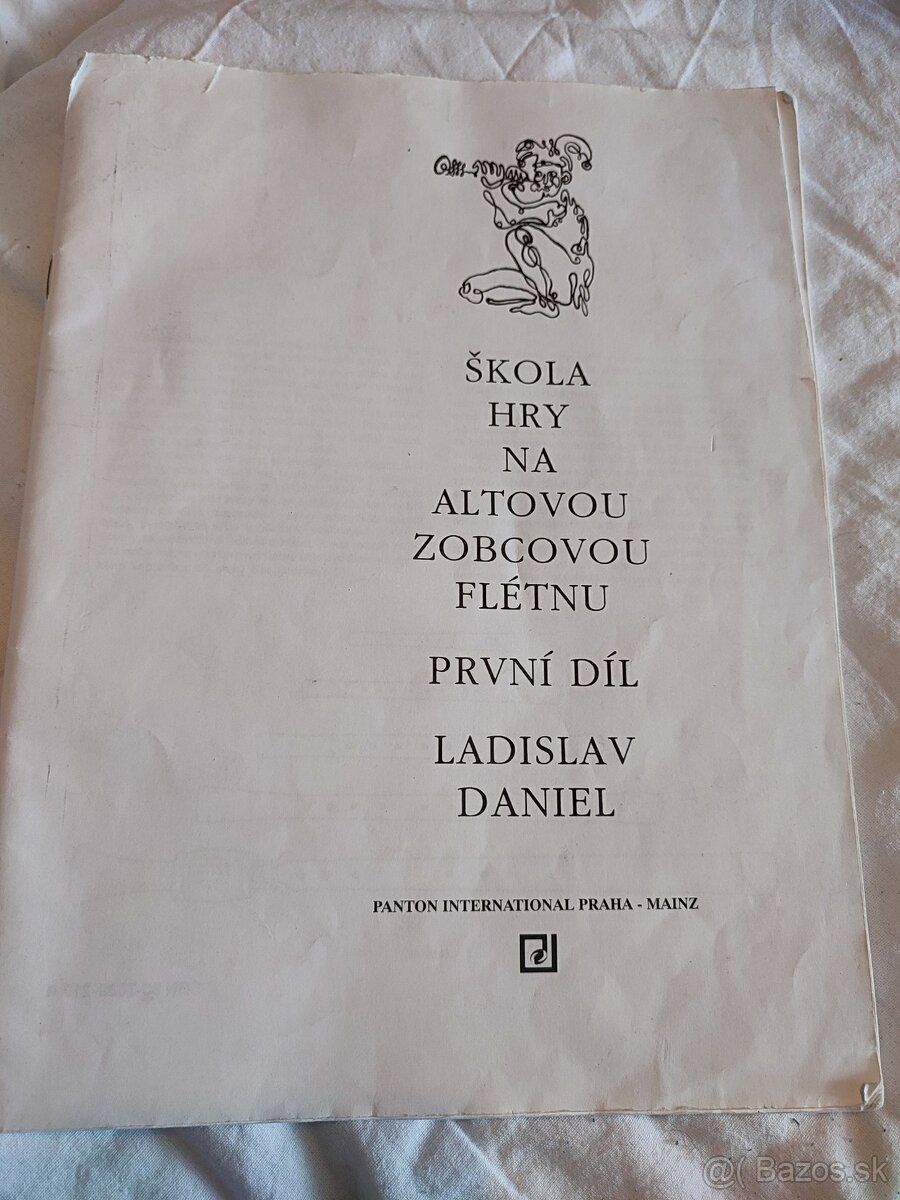 ŠKOLA
HRY
NA
ALTOVOU
ZOBCOVOU
FLÉTNU
PRVNÍ DÍL
LADISLAV
DANIEL
PANTON INTERNATIONAL PRAHA - MAINZ
@( Bazos.sk